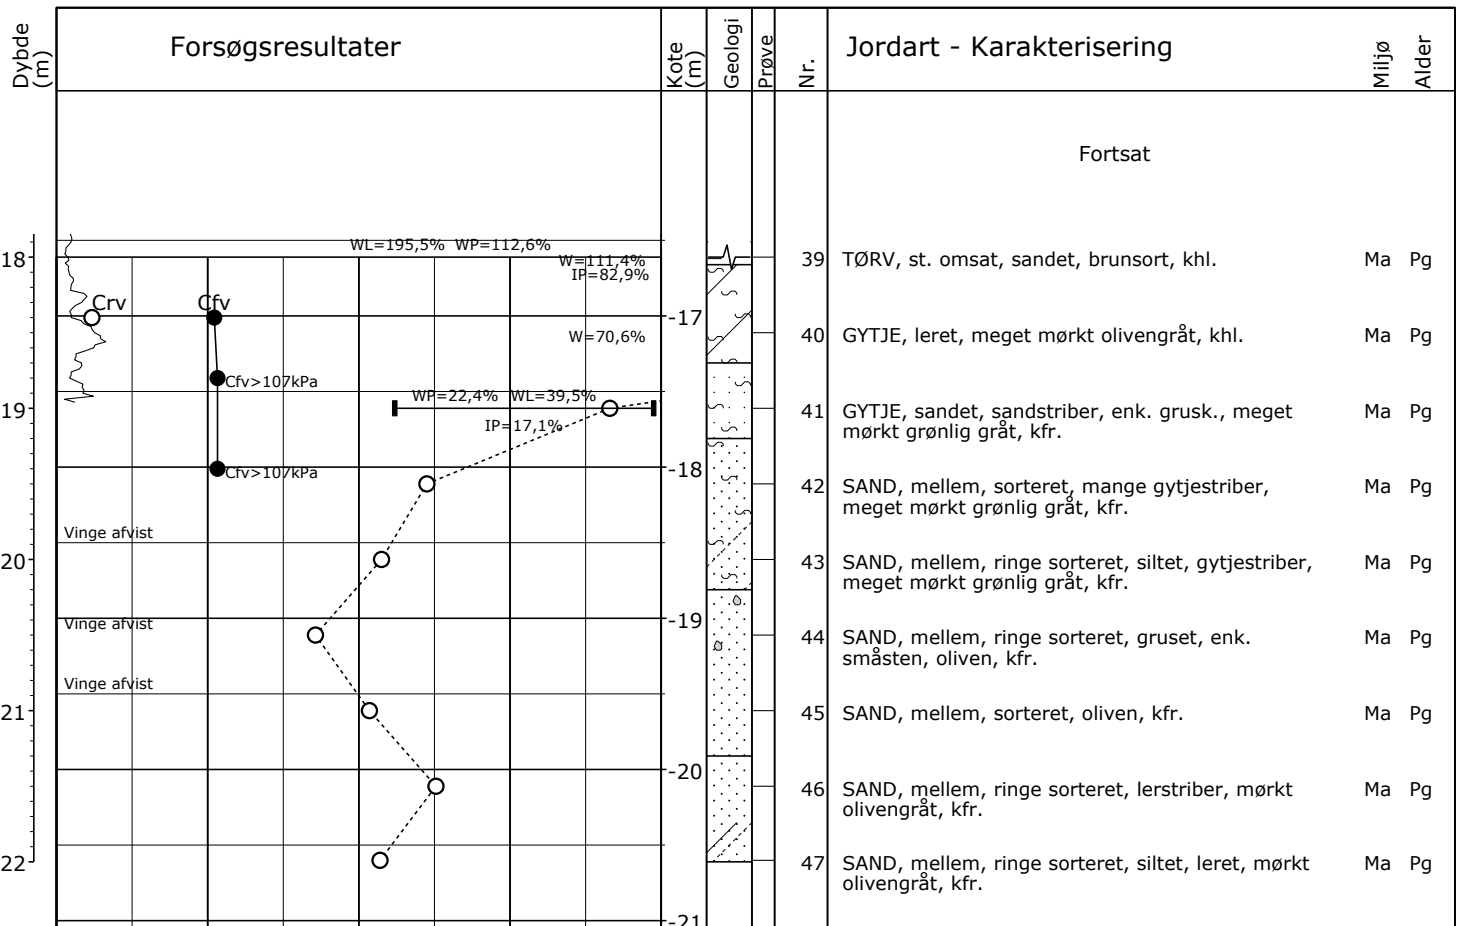 Dybde
(m)
Forsøgsresultater
Kote
(m)
Geologi
Prøve
Nr.
Jordart - Karakterisering
Miljø
Alder
Fortsat
WL=195,5% WP=112,6%
W=111,4%
IP=82,9%
18
39 TØRV, st. omsat, sandet, brunsort, khl. Ma Pg
Crv
Cfv
-17
W=70,6%
40 GYTJE, leret, meget mørkt olivengråt, khl. Ma Pg
Cfv>107kPa
WP=22,4% WL=39,5%
IP=17,1%
19
41 GYTJE, sandet, sandstriber, enk. grusk., meget Ma Pg
mørkt grønlig gråt, kfr.
Cfv>107kPa
-18
42 SAND, mellem, sorteret, mange gytjestriber, Ma Pg
meget mørkt grønlig gråt, kfr.
Vinge afvist
20
43 SAND, mellem, ringe sorteret, siltet, gytjestriber, Ma Pg
meget mørkt grønlig gråt, kfr.
Vinge afvist
-19
44 SAND, mellem, ringe sorteret, gruset, enk. Ma Pg
småsten, oliven, kfr.
Vinge afvist
21
45 SAND, mellem, sorteret, oliven, kfr. Ma Pg
-20
46 SAND, mellem, ringe sorteret, lerstriber, mørkt Ma Pg
olivengråt, kfr.
22
47 SAND, mellem, ringe sorteret, siltet, leret, mørkt Ma Pg
olivengråt, kfr.
-21